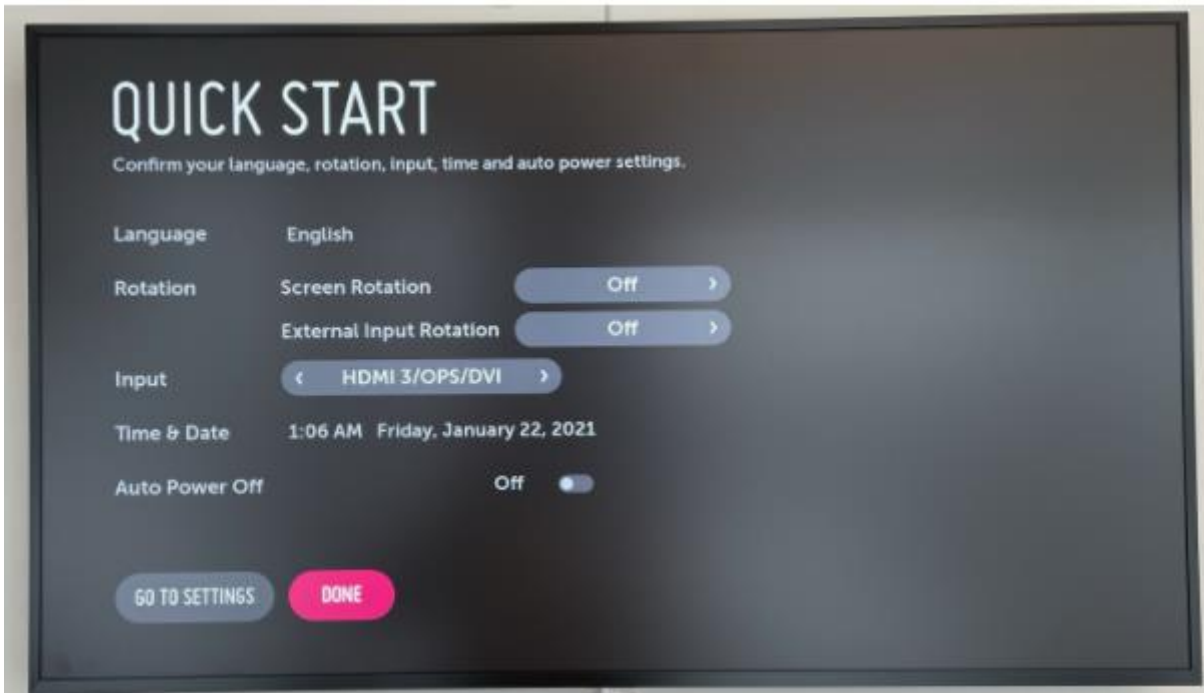 QUICK START
Confirm your language, rotation, input, time and auto power settings.
Language English
Rotation Screen Rotation Off >
External Input Rotation Off >
Input < HDMI 3/OPS/DVI >
Time & Date 1:06 AM Friday, January 22, 2021
Auto Power Off Off
GO TO SETTINGS DONE